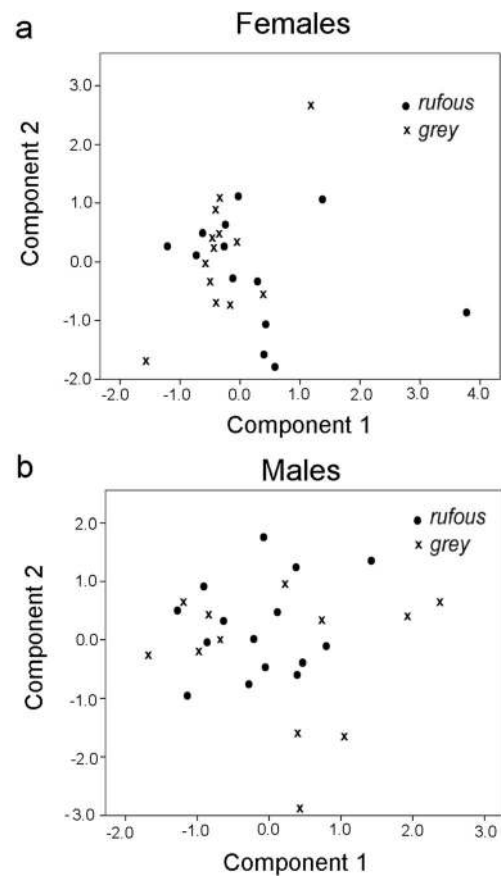 a
Females
3.0
2.0
1.0
0.0
-1.0
-2.0
Component 2
rufous
x grey
-2.0 -1.0 0.0 1.0 2.0 3.0 4.0
Component 1
b
Males
2.0
1.0
0.0
-1.0
-2.0
-3.0
Component 2
rufous
x grey
-2.0 -1.0 0.0 1.0 2.0 3.0
Component 1